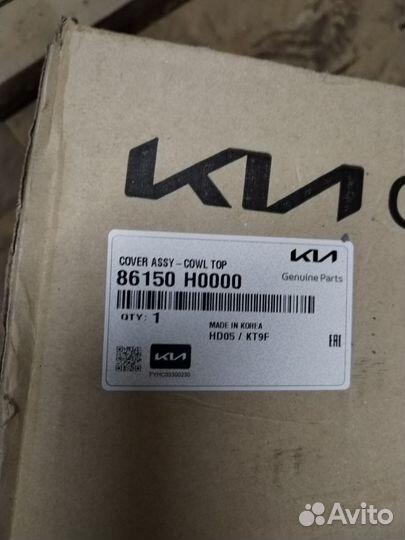 KIA
G
COVER ASSY-COWL TOP
KIA
86150 H0000
Genuine Parts
QTY: 1
MADE IN KOREA
HD05 / KT9F
EAC
KIA
Avito